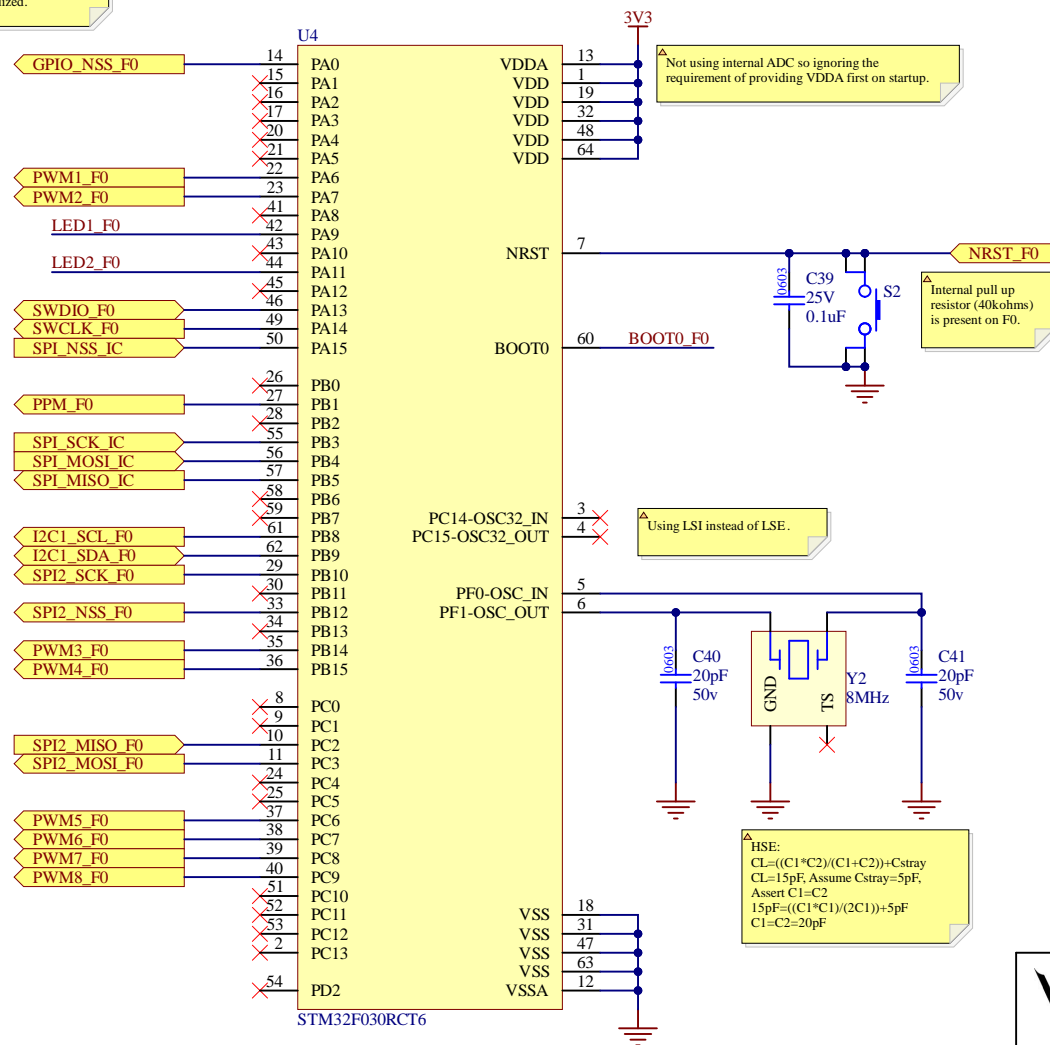 lized.
U4
GPIO_NSS_F0 14 PA0
15 PA1
16 PA2
17 PA3
20 PA4
21 PA5
PWM1_F0 22 PA6
PWM2_F0 23 PA7
41 PA8
LED1_F0 42 PA9
43 PA10
LED2_F0 44 PA11
45 PA12
SWDIO_F0 46 PA13
SWCLK_F0 49 PA14
SPI_NSS_IC 50 PA15
26 PB0
PPM_F0 27 PB1
28 PB2
SPI_SCK_IC 55 PB3
SPI_MOSI_IC 56 PB4
SPI_MISO_IC 57 PB5
58 PB6
59 PB7
I2C1_SCL_F0 61 PB8
I2C1_SDA_F0 62 PB9
SPI2_SCK_F0 29 PB10
30 PB11
SPI2_NSS_F0 33 PB12
34 PB13
PWM3_F0 35 PB14
PWM4_F0 36 PB15
8 PC0
9 PC1
SPI2_MISO_F0 10 PC2
SPI2_MOSI_F0 11 PC3
24 PC4
25 PC5
PWM5_F0 37 PC6
PWM6_F0 38 PC7
PWM7_F0 39 PC8
PWM8_F0 40 PC9
51 PC10
52 PC11
53 PC12
2 PC13
54 PD2
STM32F030RCT6
3V3
VDDA 13
VDD 1
VDD 19
VDD 32
VDD 48
VDD 64
Not using internal ADC so ignoring the
requirement of providing VDDA first on startup.
NRST 7 NRST_F0
C39
0603
25V
0.1uF
S2
Internal pull up
resistor (40kohms)
is present on F0.
BOOT0 60 BOOT0_F0
PC14-OSC32_IN 3
PC15-OSC32_OUT 4
Using LSI instead of LSE.
PF0-OSC_IN 5
PF1-OSC_OUT 6
0603
C40
20pF
50v
GND
TS
Y2
8MHz
0603
C41
20pF
50v
HSE:
CL=((C1*C2)/(C1+C2))+Cstray
CL=15pF, Assume Cstray=5pF,
Assert C1=C2
15pF=((C1*C1)/(2C1))+5pF
C1=C2=20pF
VSS 18
VSS 31
VSS 47
VSS 63
VSSA 12